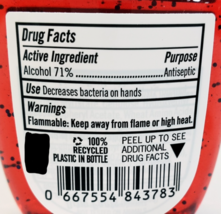 Drug Facts
Active Ingredient Purpose
Alcohol 71% Antiseptic
Use Decreases bacteria on hands
Warnings
Flammable: Keep away from flame or high heat.
100%
RECYCLED
PLASTIC IN BOTTLE
PEEL UP TO SEE
ADDITIONAL
DRUG FACTS
0 667554 843783